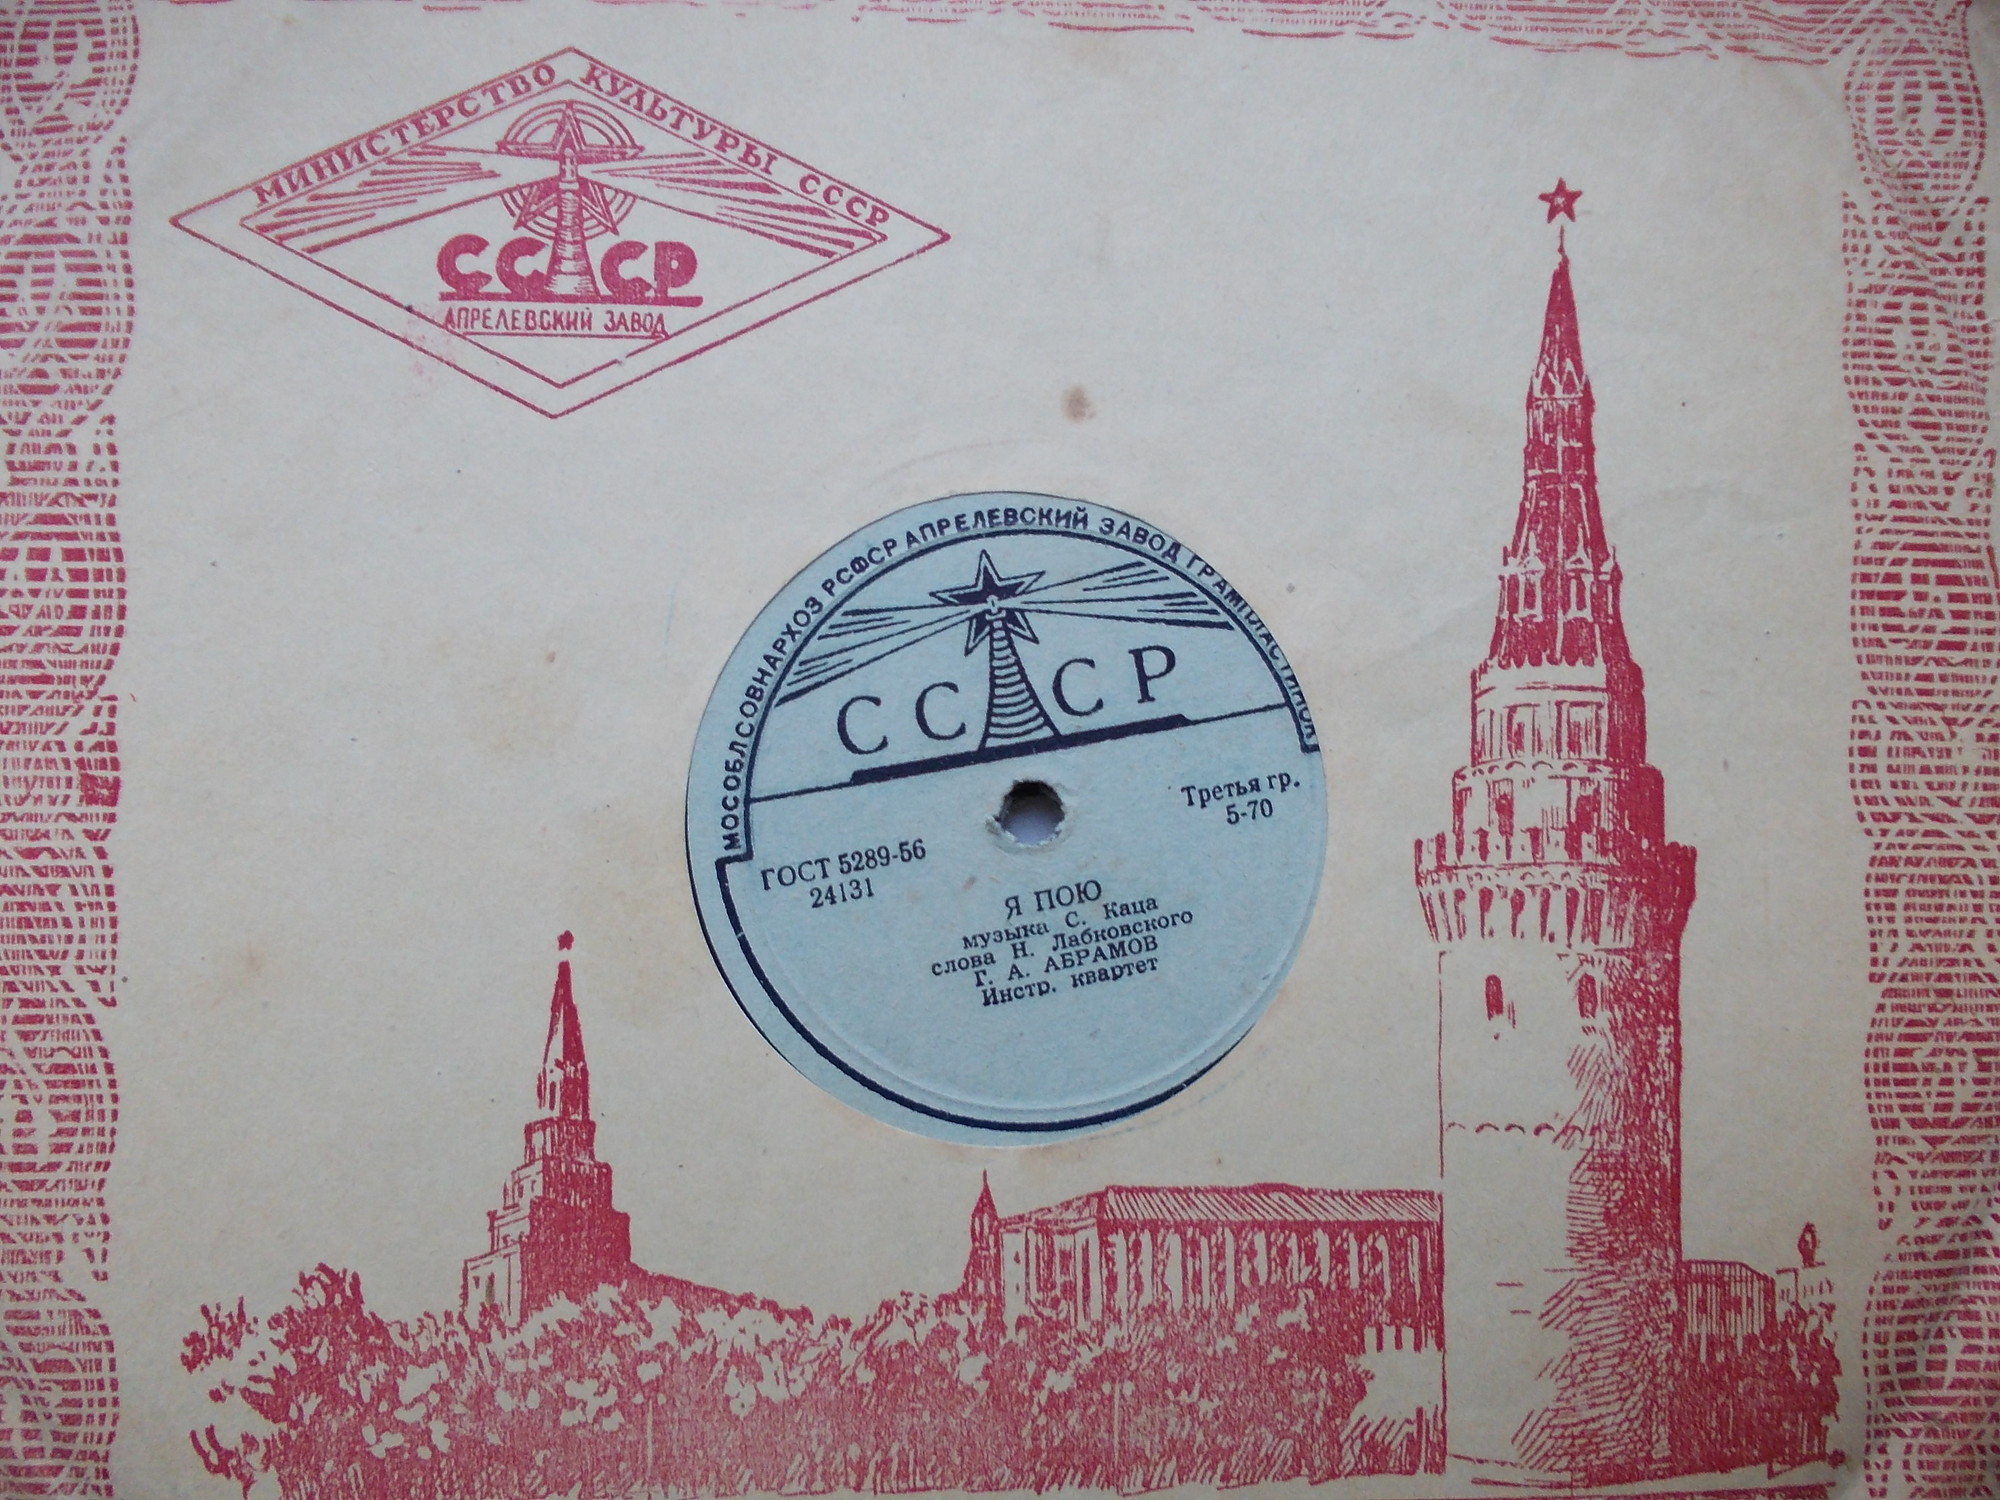 МИНИСТЕРСТВО КУЛЬТУРЫ СССР
СССР
АПРЕЛЕВСКИЙ ЗАВОД
МОСОБЛСОВНАРХОЗ РСФСР АПРЕЛЕВСКИЙ ЗАВОД ГРАМПЛАСТИНОК
СССР
Третья гр.
5-70
ГОСТ 5289-56
24131
Я ПОЮ
музыка С. Каца
слова Н. Лабковского
Г. А. АБРАМОВ
Инстр. квартет